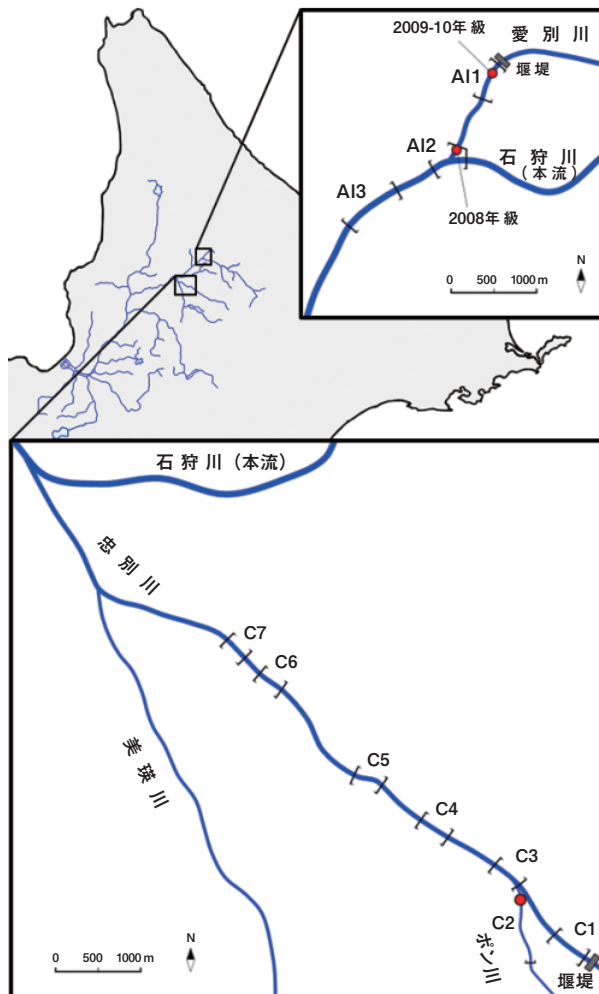 2009-10年級
愛別川
堰堤
AI1
AI2
石狩川
(本流)
AI3
2008年級
N
0 500 1000 m
石狩川(本流)
忠別川
C7
C6
美瑛川
C5
C4
C3
C2
C1
ポン川
堰堤
N
0 500 1000 m